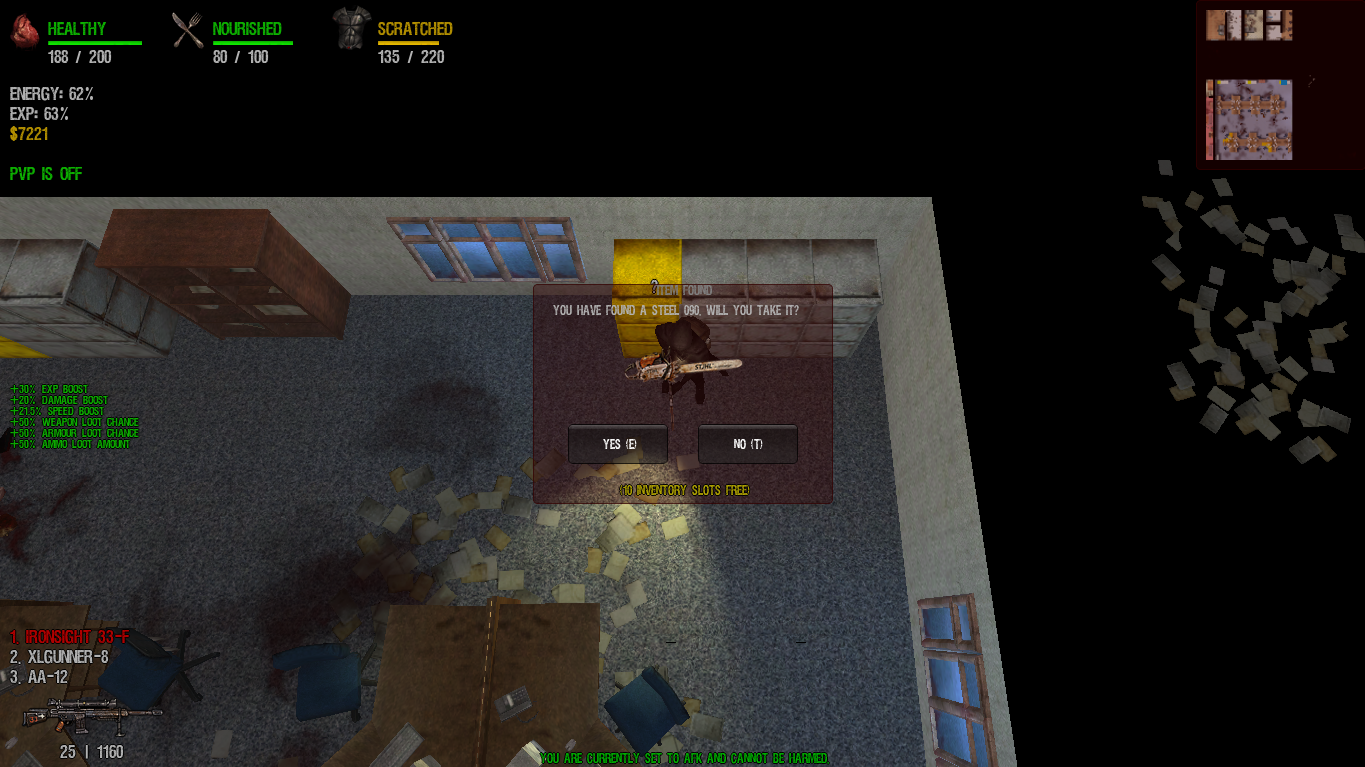 HEALTHY
188 / 200
NOURISHED
80 / 100
SCRATCHED
135 / 220
ENERGY: 62%
EXP: 63%
$7221
PVP IS OFF
ITEM FOUND
YOU HAVE FOUND A STEEL 090. WILL YOU TAKE IT?
STJHL
YES (E)
NO (T)
(10 INVENTORY SLOTS FREE)
+30% EXP BOOST
+20% DAMAGE BOOST
+21.5% SPEED BOOST
+50% WEAPON LOOT CHANCE
+50% ARMOUR LOOT CHANCE
+50% AMMO LOOT AMOUNT
1. IRONSIGHT 33-F
2. XLGUNNER-8
3. AA-12
25 | 1160
YOU ARE CURRENTLY SET TO AFK AND CANNOT BE HARMED.